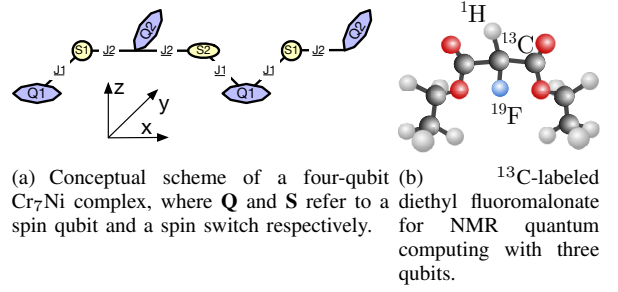 Q1
J1
S1
J2
Q2
J2
S2
J1
Q1
J1
S1
J2
Q2
z
y
x
¹H
¹³C
¹⁹F
(a) Conceptual scheme of a four-qubit
Cr₇Ni complex, where Q and S refer to a
spin qubit and a spin switch respectively.
(b) ¹³C-labeled
diethyl fluoromalonate
for NMR quantum
computing with three
qubits.